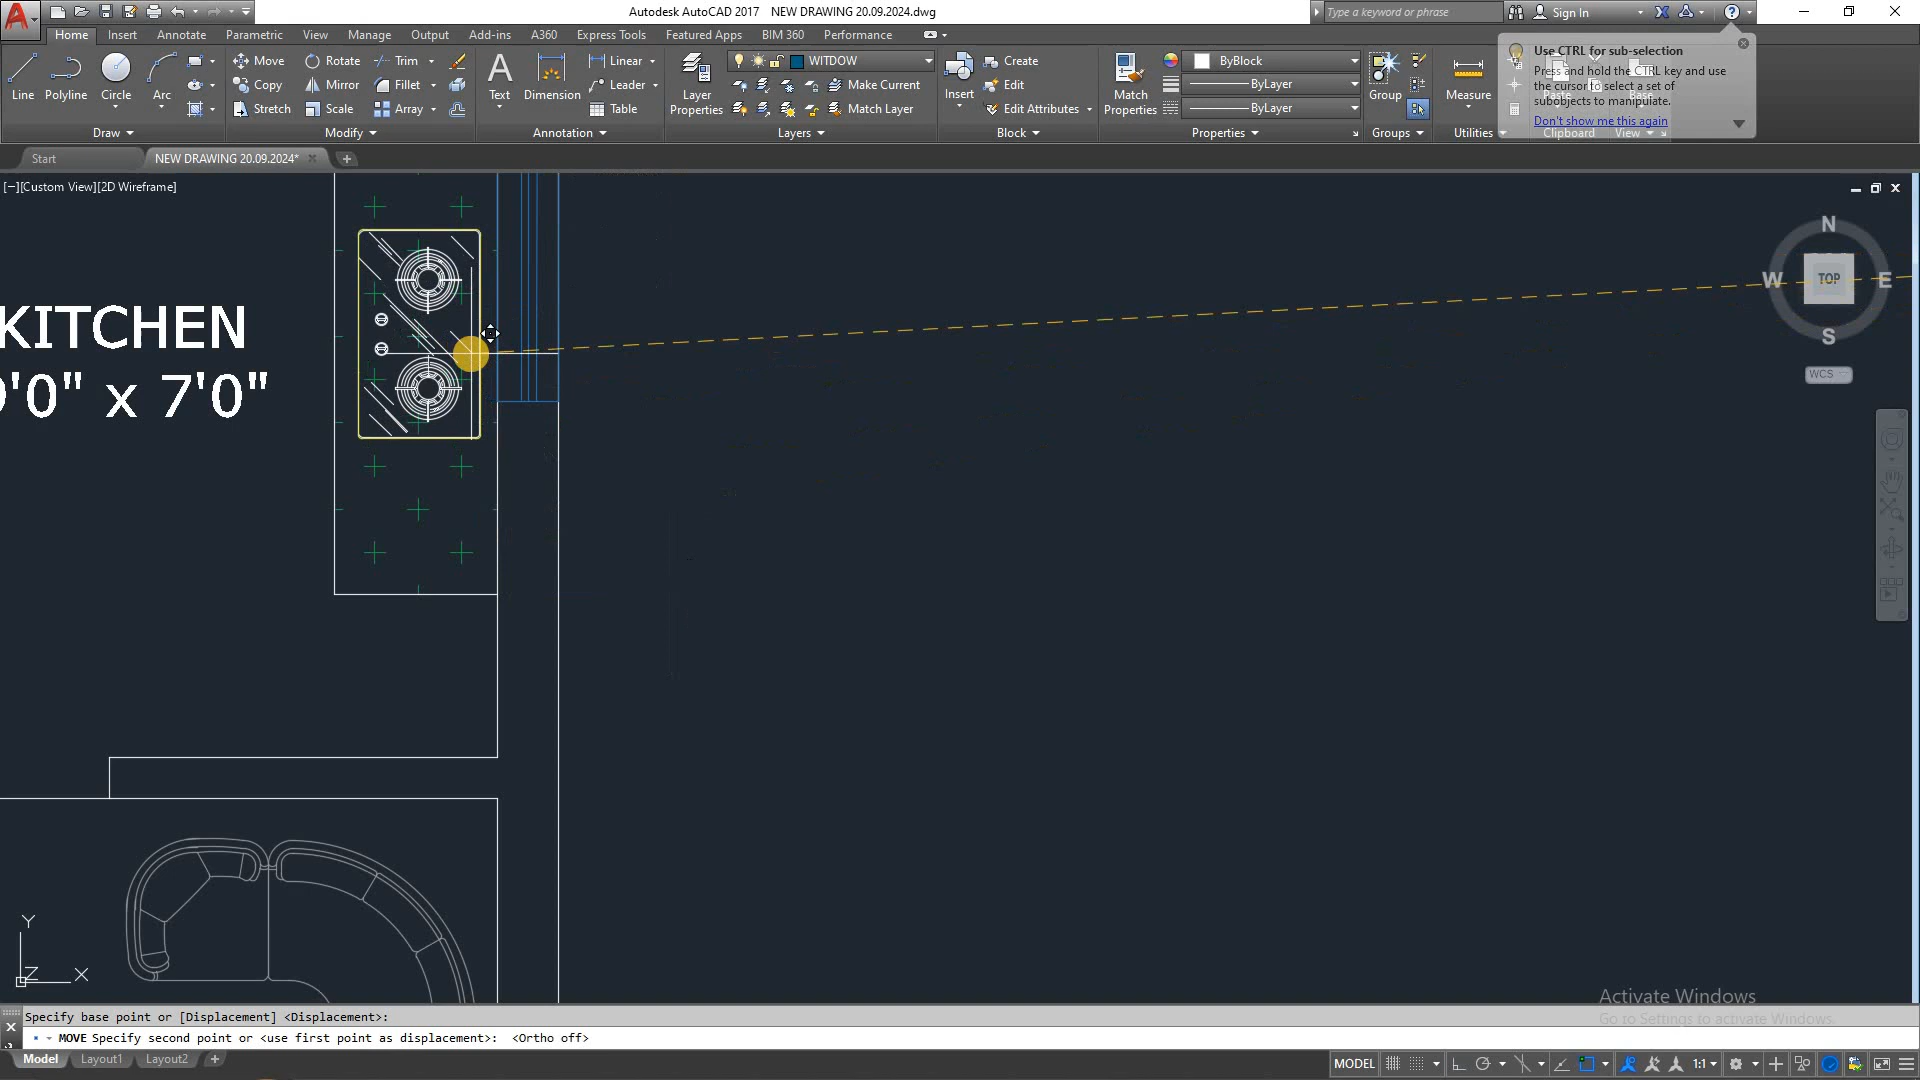 Autodesk AutoCAD 2017 NEW DRAWING 20.09.2024.dwg
Type a keyword or phrase
Sign In
Home Insert Annotate Parametric View Manage Output Add-ins A360 Express Tools Featured Apps BIM 360 Performance
Line Polyline Circle Arc
Move Rotate Trim
Copy Mirror Fillet
Stretch Scale Array
Text Dimension
Linear
Leader
Table
Layer Properties
WITDOW
Make Current
Match Layer
Insert
Create
Edit
Edit Attributes
Match Properties
ByBlock
ByLayer
ByLayer
Group
Measure
Paste
Base
Draw Modify Annotation Layers Block Properties Groups Utilities Clipboard View
Use CTRL for sub-selection
Press and hold the CTRL key and use
the cursor to select a set of
subobjects to manipulate.
Don't show me this again
Start NEW DRAWING 20.09.2024*
[−][Custom View][2D Wireframe]
N
W TOP E
S
WCS
KITCHEN
'0" x 7'0"
Y
Z X
Activate Windows
Go to Settings to activate Windows.
Specify base point or [Displacement] <Displacement>:
MOVE Specify second point or <use first point as displacement>: <Ortho off>
Model Layout1 Layout2
MODEL 1:1